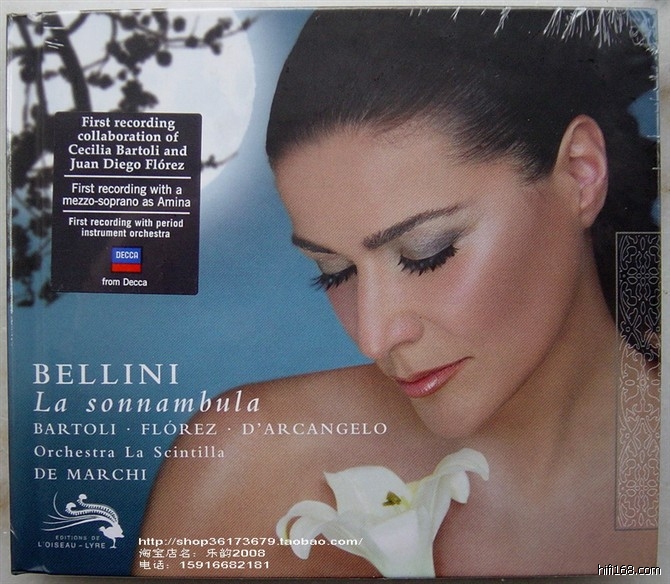 First recording
collaboration of
Cecilia Bartoli and
Juan Diego Flórez
First recording with a
mezzo-soprano as Amina
First recording with period
instrument orchestra
DECCA
from Decca
BELLINI
La sonnambula
BARTOLI · FLÓREZ · D'ARCANGELO
Orchestra La Scintilla
DE MARCHI
EDITIONS DE
L'OISEAU-LYRE
http://shop36173679.taobao.com/
淘宝店名：乐韵2008
电话：15916682181
hifi168.com